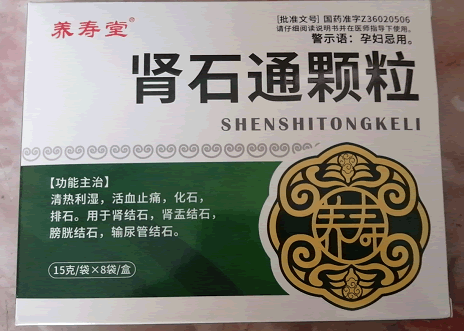 养寿堂®
[批准文号] 国药准字Z36020506
请仔细阅读说明书并在医师指导下使用。
警示语：孕妇忌用。
肾石通颗粒
SHENSHITONGKELI
【功能主治】
清热利湿，活血止痛，化石，
排石。用于肾结石，肾盂结石，
膀胱结石，输尿管结石。
15克/袋×8袋/盒
养寿